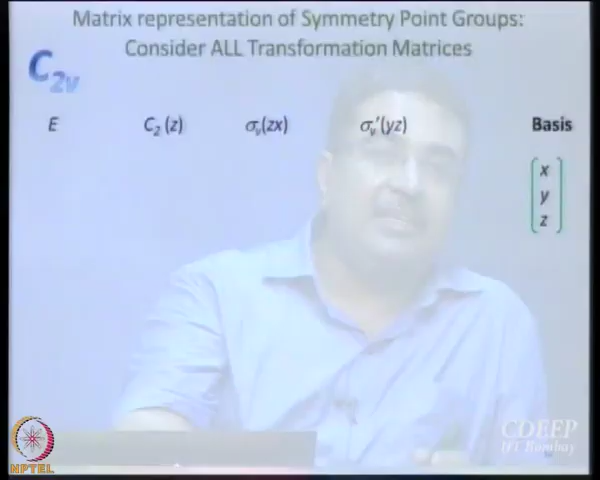 Matrix representation of Symmetry Point Groups:
Consider ALL Transformation Matrices
C2v
E C2 (z) σv(zx) σv'(yz) Basis
x
y
z
NPTEL
CDEEP
IIT Bombay